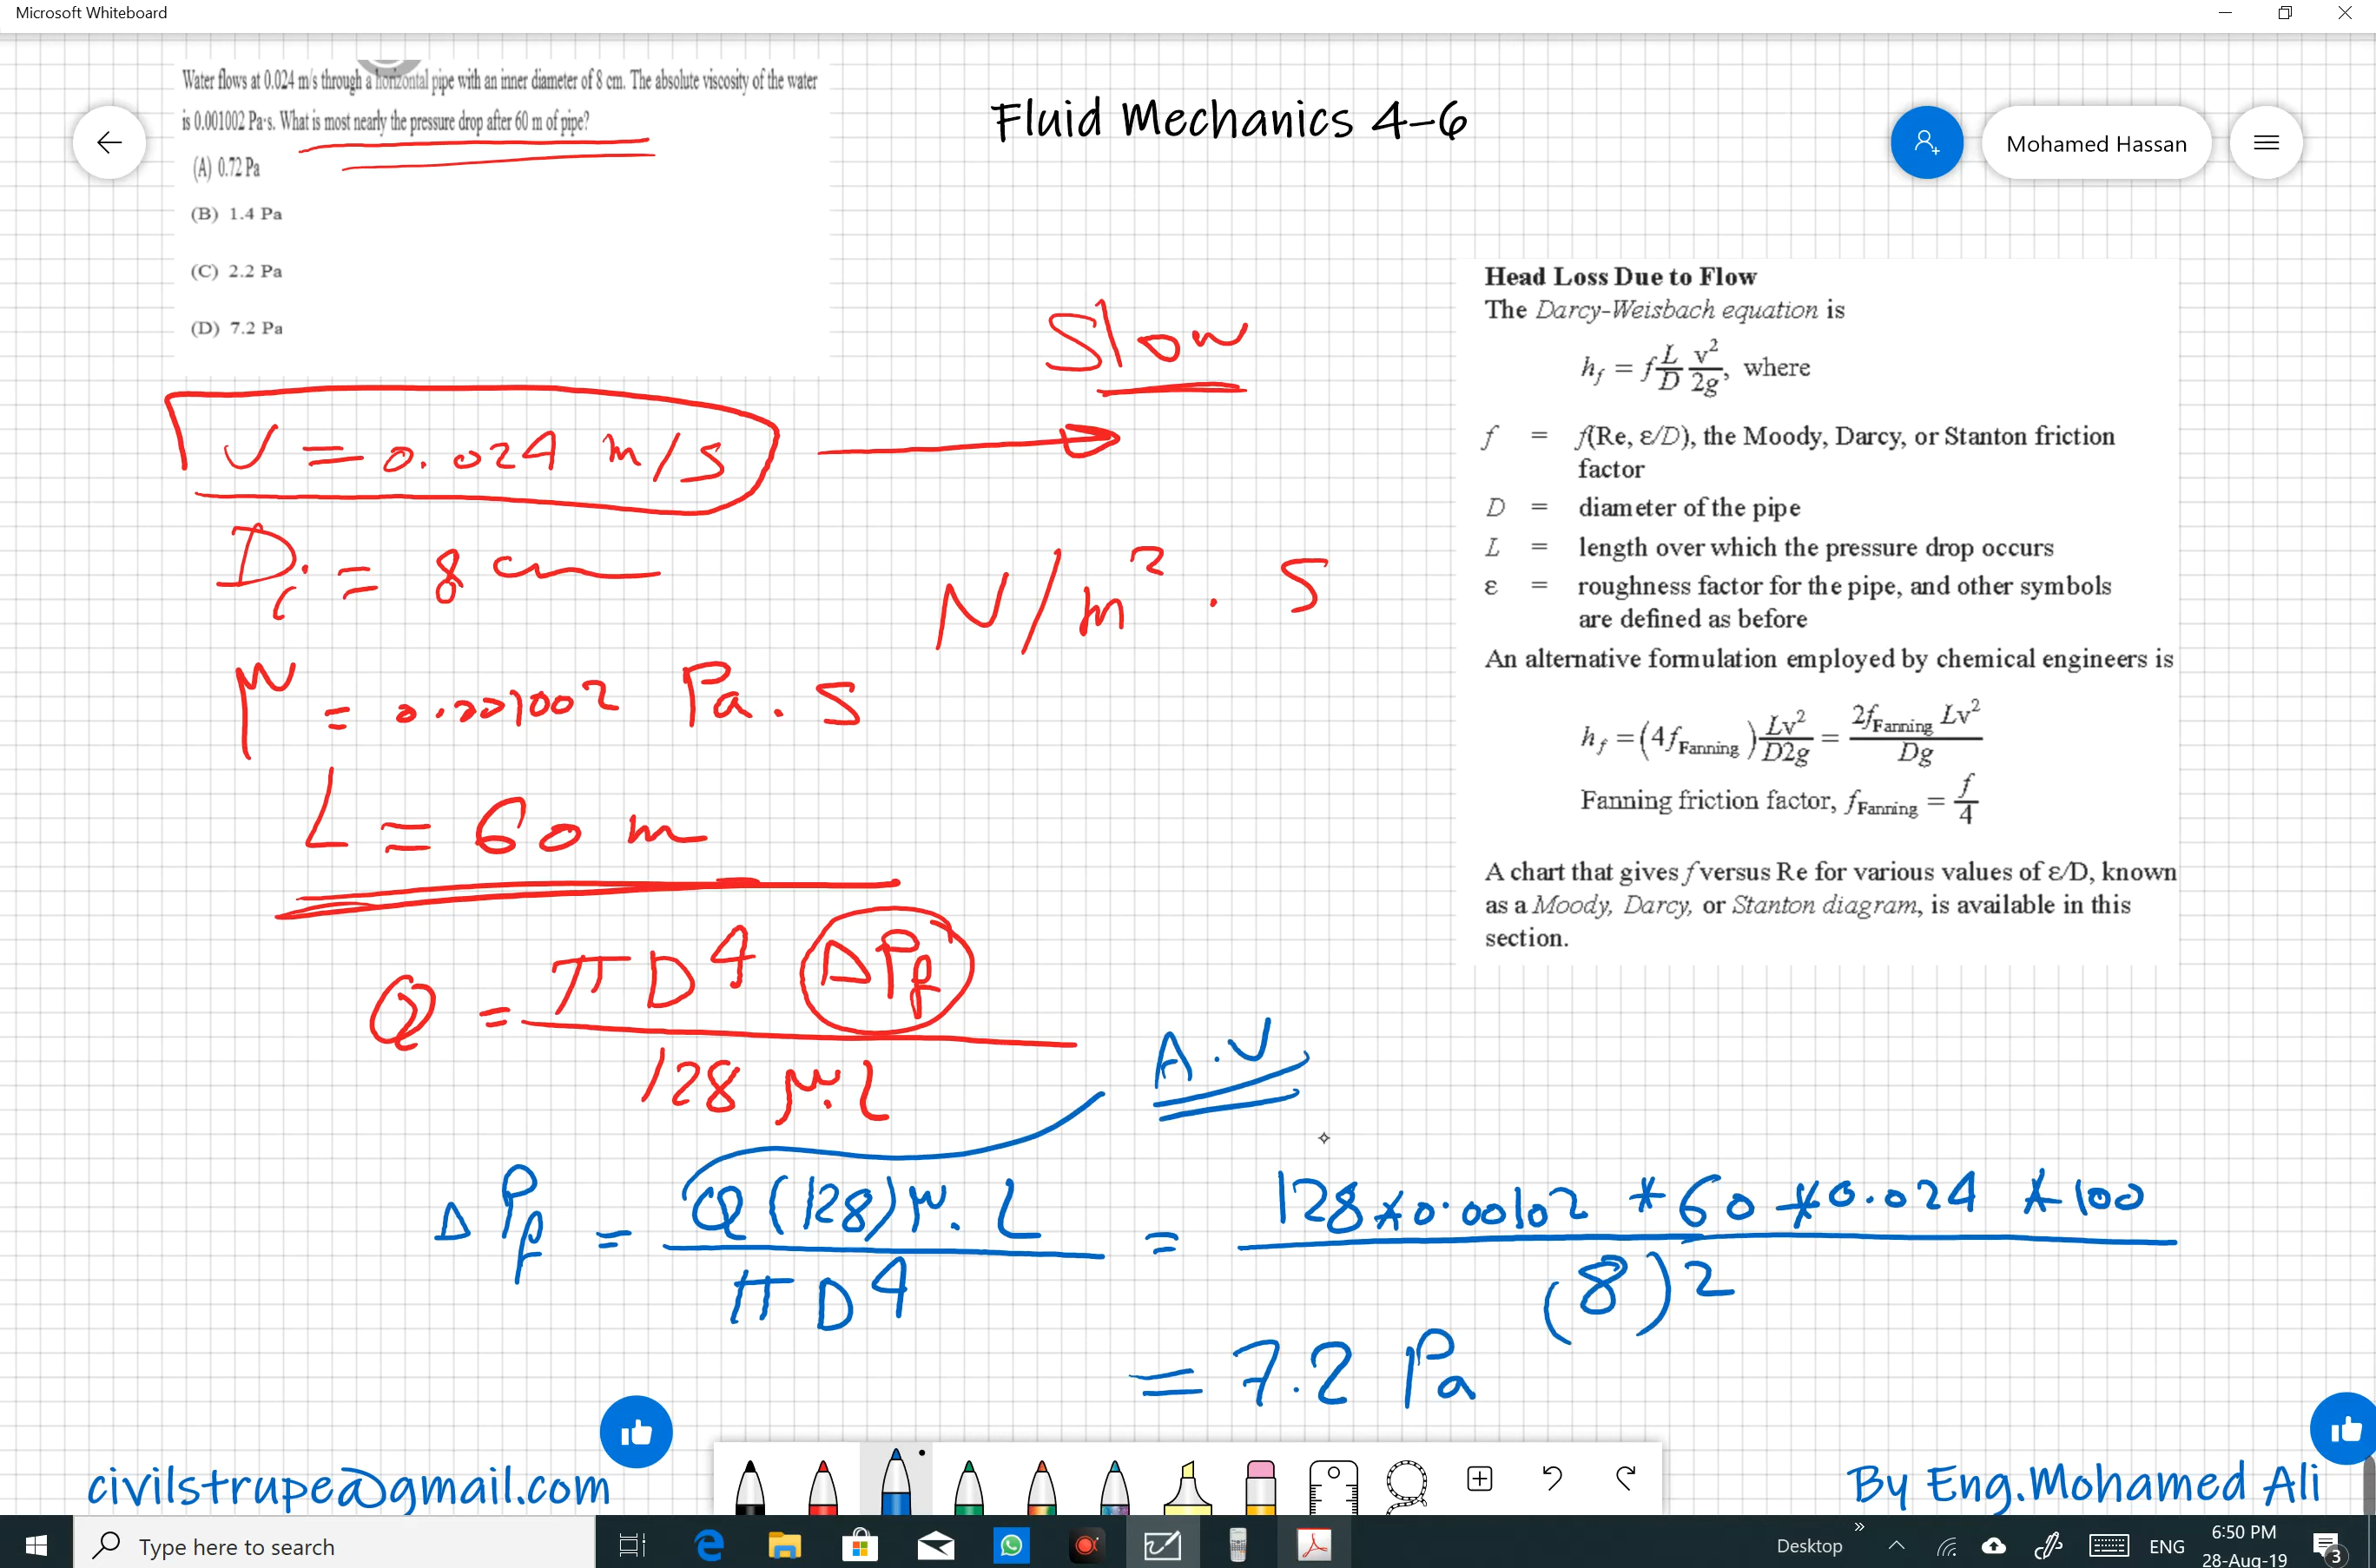 Microsoft Whiteboard
Water flows at 0.024 m/s through a horizontal pipe with an inner diameter of 8 cm. The absolute viscosity of the water
is 0.001002 Pa·s. What is most nearly the pressure drop after 60 m of pipe?
(A) 0.72 Pa
(B) 1.4 Pa
(C) 2.2 Pa
(D) 7.2 Pa
Fluid Mechanics 4-6
Mohamed Hassan
Slow
V = 0.024 m/s
Di = 8 cm
N/m² . S
μ = 0.001002 Pa . S
L = 60 m
Q = π D⁴ ΔPf / 128 μ.L
A.V
ΔPf = Q(128)μ.L / π D⁴ = 128*0.00102 *60 *0.024 *100 / (8)²
= 7.2 Pa
Head Loss Due to Flow
The Darcy-Weisbach equation is
h_f = f L/D v²/2g, where
f = f(Re, ε/D), the Moody, Darcy, or Stanton friction
factor
D = diameter of the pipe
L = length over which the pressure drop occurs
ε = roughness factor for the pipe, and other symbols
are defined as before
An alternative formulation employed by chemical engineers is
h_f = (4f_Fanning) Lv²/D2g = 2f_Fanning Lv²/Dg
Fanning friction factor, f_Fanning = f/4
A chart that gives f versus Re for various values of ε/D, known
as a Moody, Darcy, or Stanton diagram, is available in this
section.
civilstrupe@gmail.com
By Eng.Mohamed Ali
Type here to search
Desktop
»
ENG
6:50 PM
28-Aug-19
3